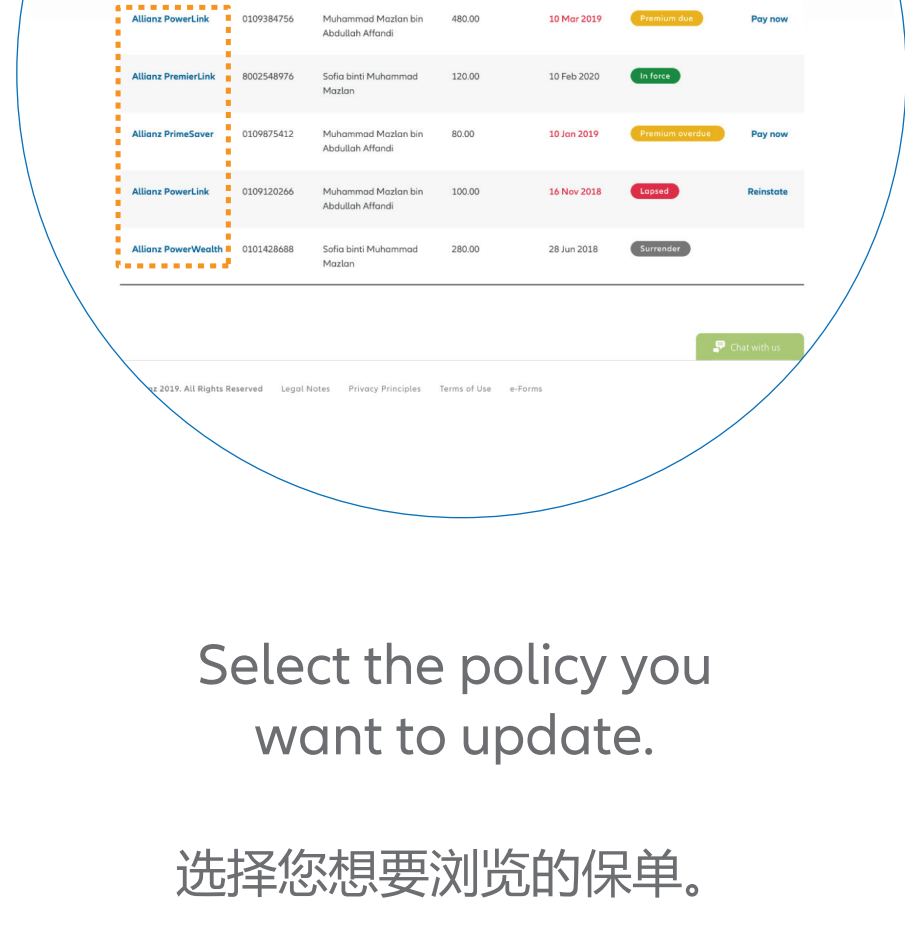 Allianz PowerLink 0109384756 Muhammad Mazlan bin 480.00 10 Mar 2019 Premium due Pay now
Abdullah Affandi
Allianz PremierLink 8002548976 Sofia binti Muhammad 120.00 10 Feb 2020 In force
Mazlan
Allianz PrimeSaver 0109875412 Muhammad Mazlan bin 80.00 10 Jan 2019 Premium overdue Pay now
Abdullah Affandi
Allianz PowerLink 0109120266 Muhammad Mazlan bin 100.00 16 Nov 2018 Lapsed Reinstate
Abdullah Affandi
Allianz PowerWealth 0101428688 Sofia binti Muhammad 280.00 28 Jun 2018 Surrender
Mazlan
Chat with us
2019. All Rights Reserved Legal Notes Privacy Principles Terms of Use e-Forms
Select the policy you
want to update.
选择您想要浏览的保单。